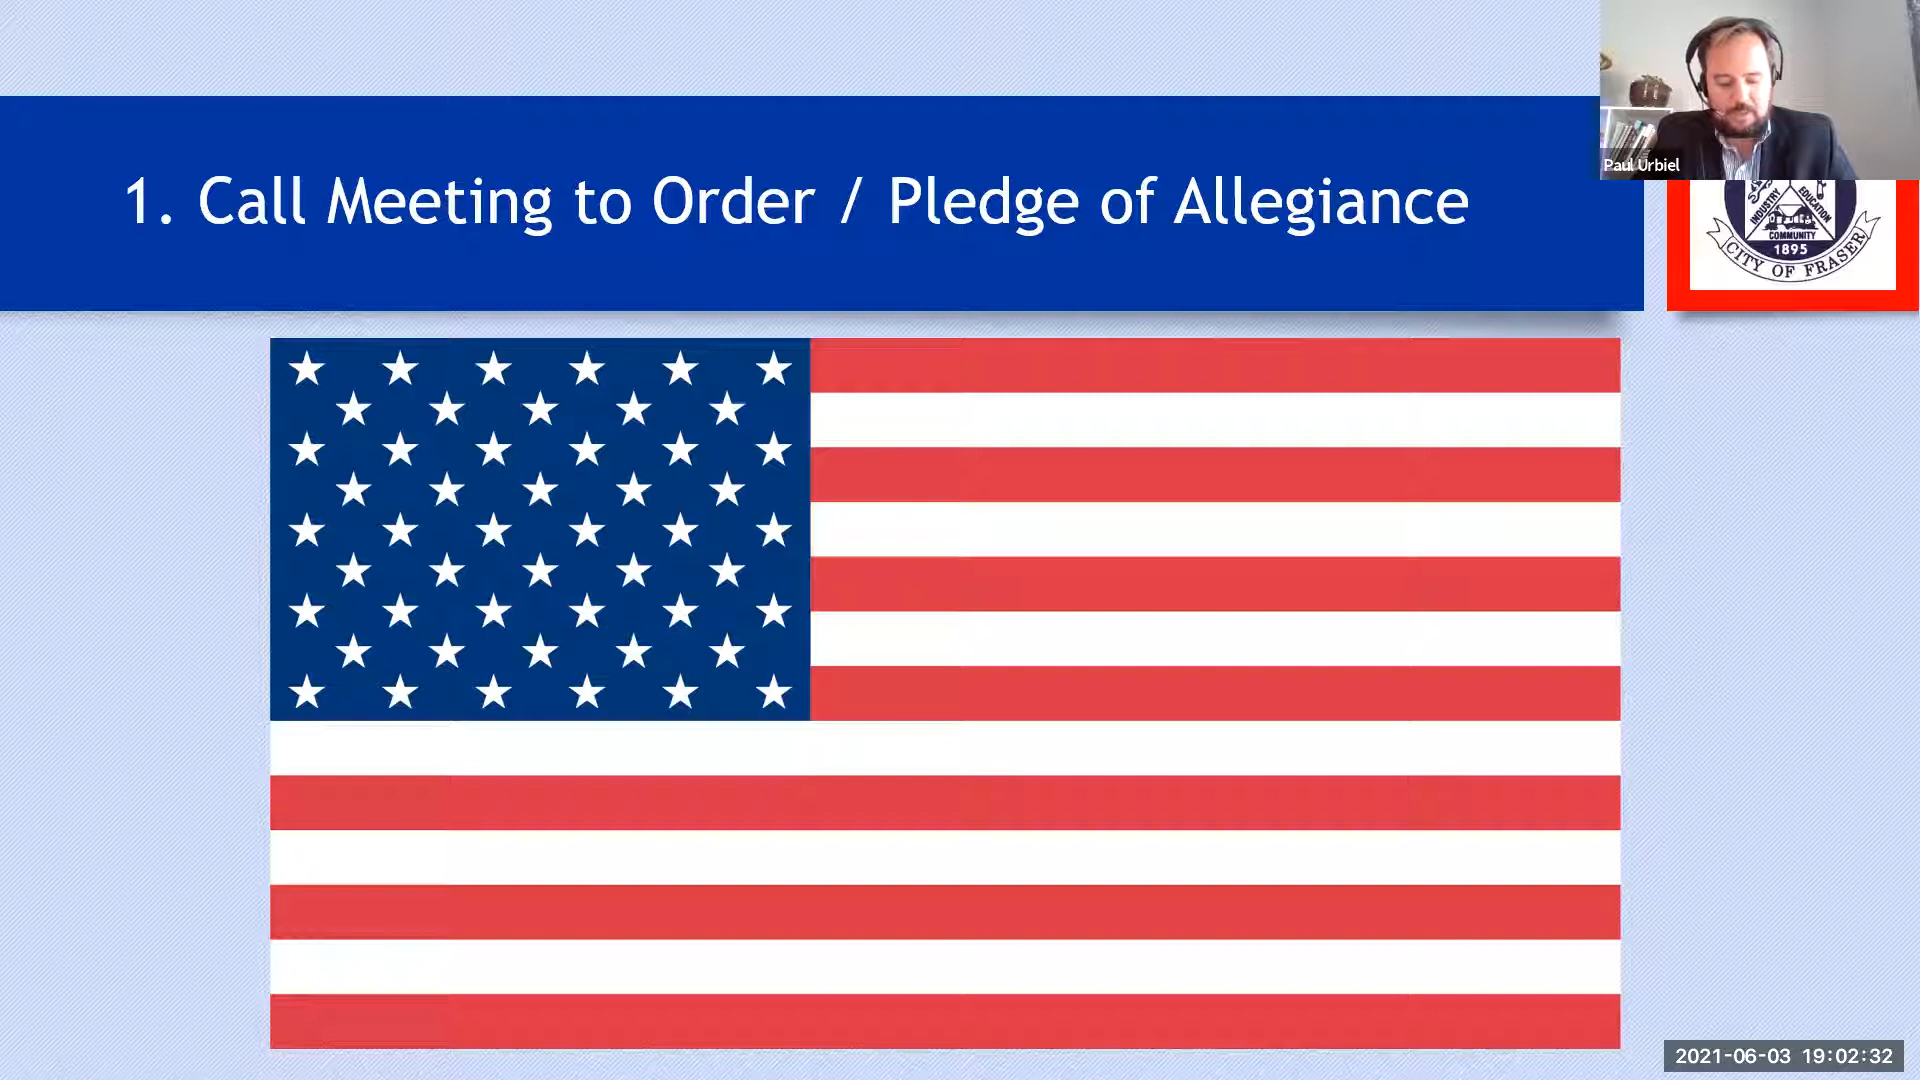 1. Call Meeting to Order / Pledge of Allegiance
Paul Urbiel
INDUSTRY
EDUCATION
COMMUNITY
1895
CITY OF FRASER
2021-06-03 19:02:32